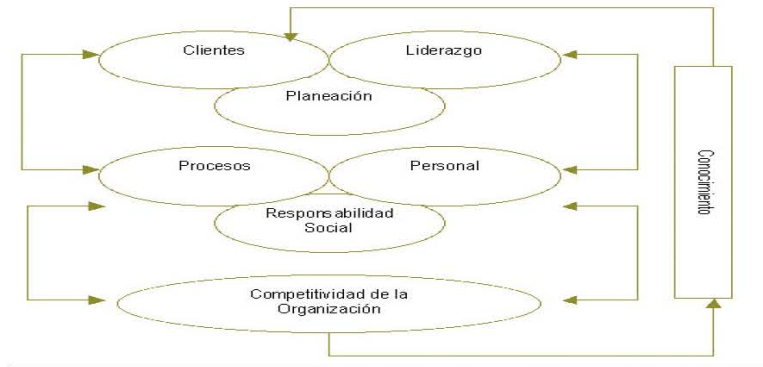 Clientes
Liderazgo
Planeación
Procesos
Personal
Responsabilidad
Social
Competitividad de la
Organización
Conocimiento